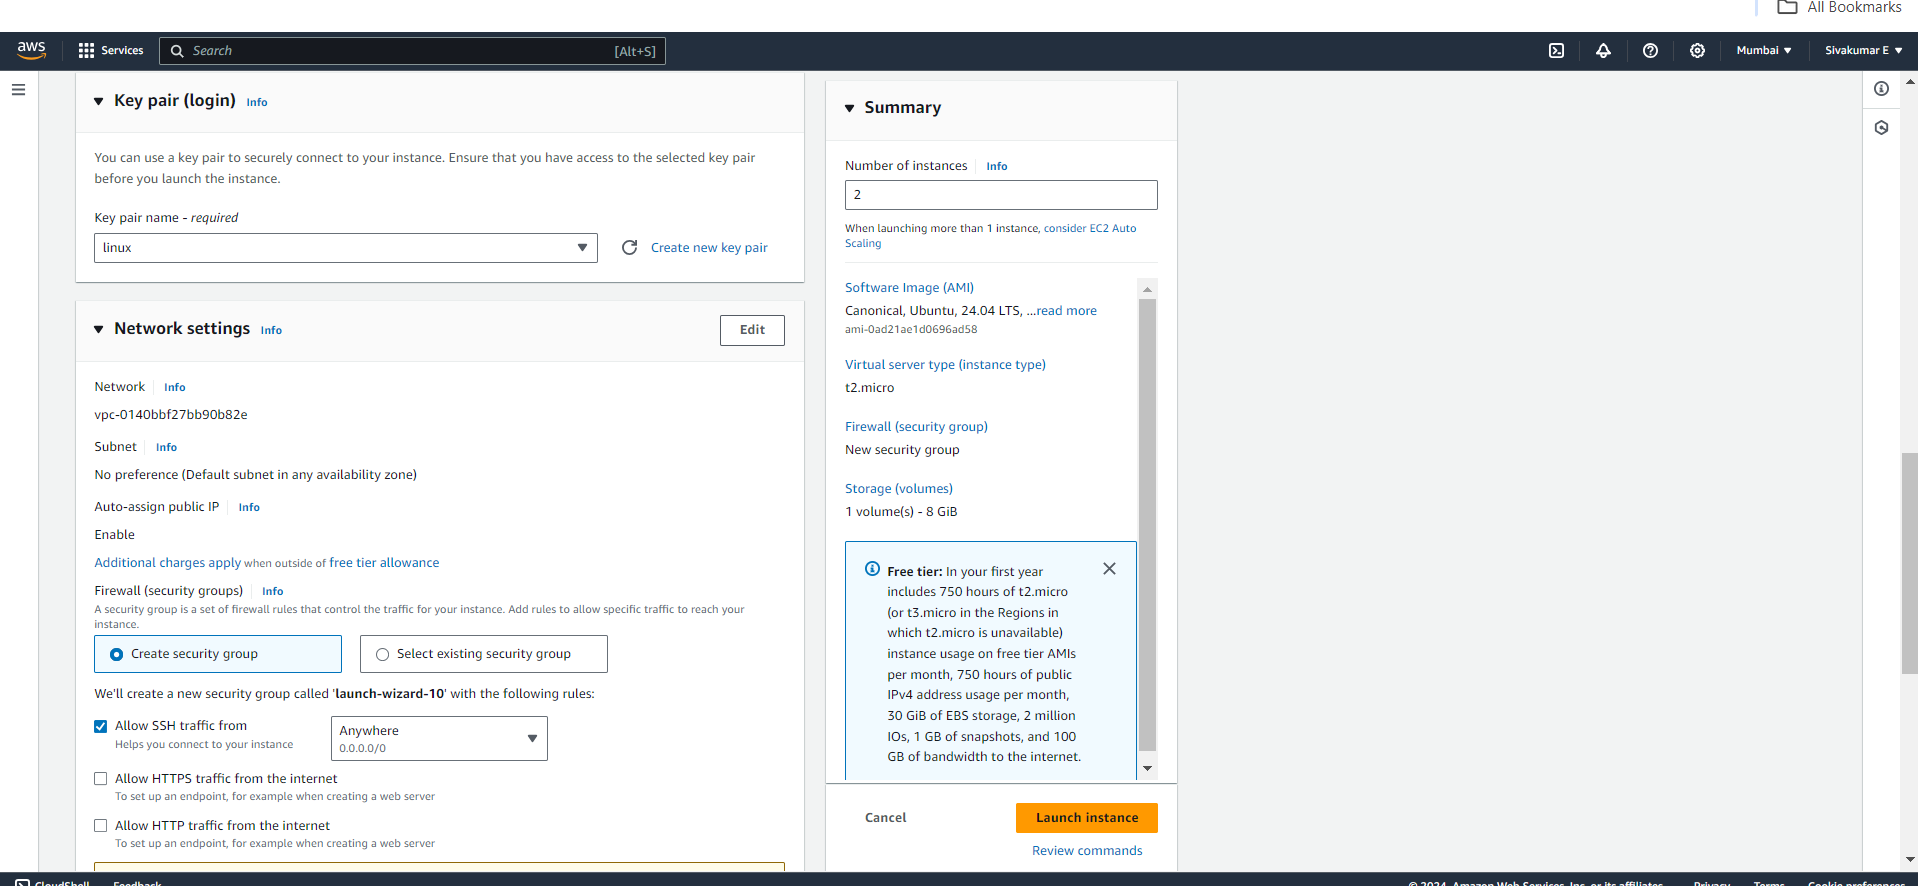 All Bookmarks
aws
Services
Search
[Alt+S]
Mumbai
Sivakumar E
Key pair (login) Info
You can use a key pair to securely connect to your instance. Ensure that you have access to the selected key pair
before you launch the instance.
Key pair name - required
linux
Create new key pair
Network settings Info
Edit
Network Info
vpc-0140bbf27bb90b82e
Subnet Info
No preference (Default subnet in any availability zone)
Auto-assign public IP Info
Enable
Additional charges apply when outside of free tier allowance
Firewall (security groups) Info
A security group is a set of firewall rules that control the traffic for your instance. Add rules to allow specific traffic to reach your
instance.
Create security group
Select existing security group
We'll create a new security group called 'launch-wizard-10' with the following rules:
Allow SSH traffic from
Helps you connect to your instance
Anywhere
0.0.0.0/0
Allow HTTPS traffic from the internet
To set up an endpoint, for example when creating a web server
Allow HTTP traffic from the internet
To set up an endpoint, for example when creating a web server
Summary
Number of instances Info
2
When launching more than 1 instance, consider EC2 Auto
Scaling
Software Image (AMI)
Canonical, Ubuntu, 24.04 LTS, ...read more
ami-0ad21ae1d0696ad58
Virtual server type (instance type)
t2.micro
Firewall (security group)
New security group
Storage (volumes)
1 volume(s) - 8 GiB
Free tier: In your first year
includes 750 hours of t2.micro
(or t3.micro in the Regions in
which t2.micro is unavailable)
instance usage on free tier AMIs
per month, 750 hours of public
IPv4 address usage per month,
30 GiB of EBS storage, 2 million
IOs, 1 GB of snapshots, and 100
GB of bandwidth to the internet.
Cancel
Launch instance
Review commands
CloudShell
Feedback
© 2024, Amazon Web Services, Inc. or its affiliates.
Privacy
Terms
Cookie preferences